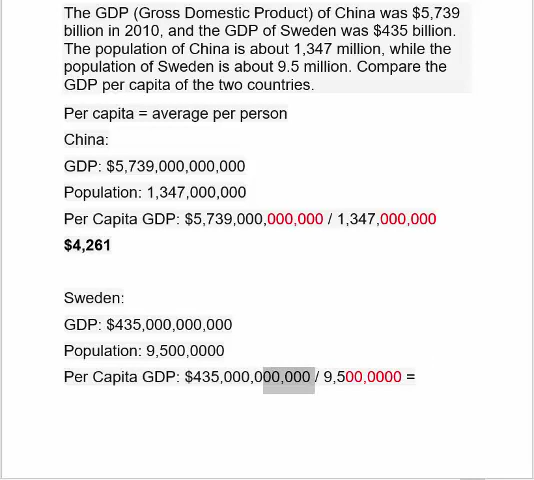 The GDP (Gross Domestic Product) of China was $5,739
billion in 2010, and the GDP of Sweden was $435 billion.
The population of China is about 1,347 million, while the
population of Sweden is about 9.5 million. Compare the
GDP per capita of the two countries.
Per capita = average per person
China:
GDP: $5,739,000,000,000
Population: 1,347,000,000
Per Capita GDP: $5,739,000,000,000 / 1,347,000,000
$4,261
Sweden:
GDP: $435,000,000,000
Population: 9,500,0000
Per Capita GDP: $435,000,000,000 / 9,500,0000 =